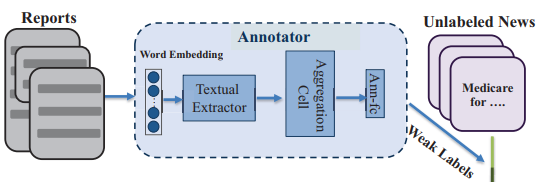 Reports
Annotator
Unlabeled News
Word Embedding
Textual
Extractor
Aggregation
Cell
Ann-fc
Medicare
for ....
Weak Labels